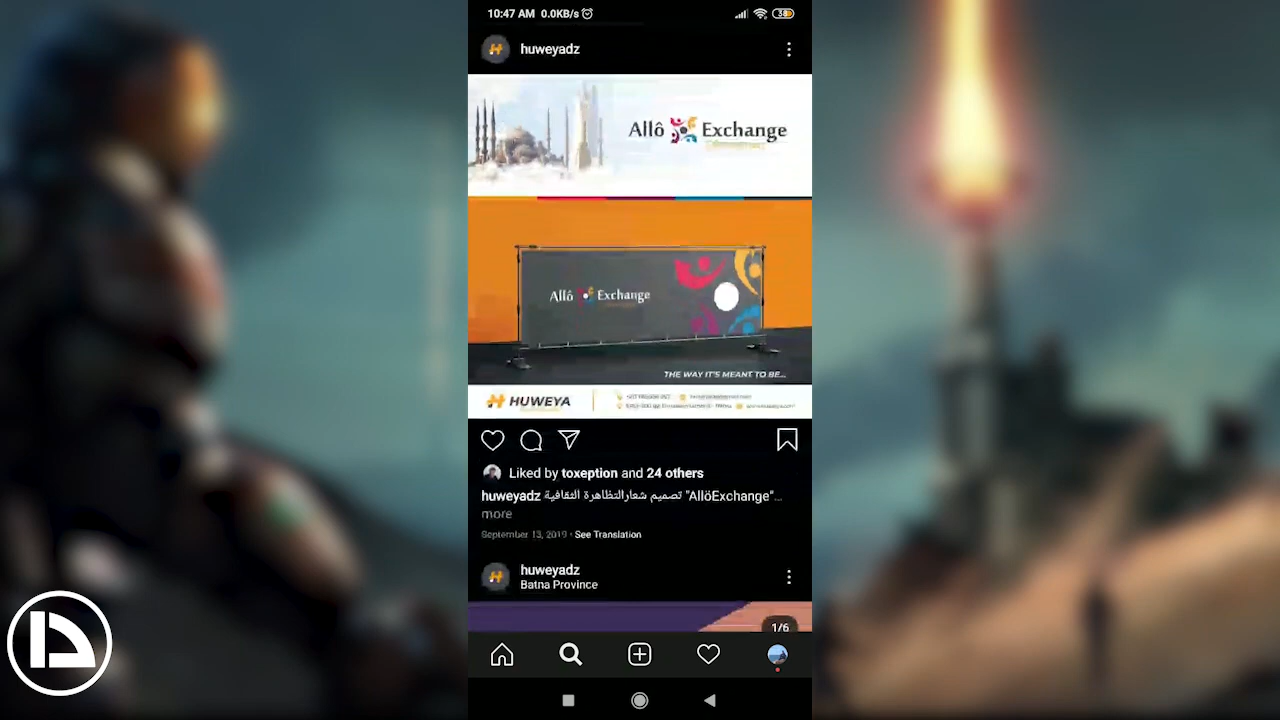 10:47 AM 0.0KB/s
38
huweyadz
Allô Exchange
Allô Exchange
THE WAY IT'S MEANT TO BE...
HUWEYA
Liked by toxeption and 24 others
huweyadz تصميم شعارالتظاهرة الثقافية "AllöExchange"...
more
September 13, 2019 · See Translation
huweyadz
Batna Province
1/6